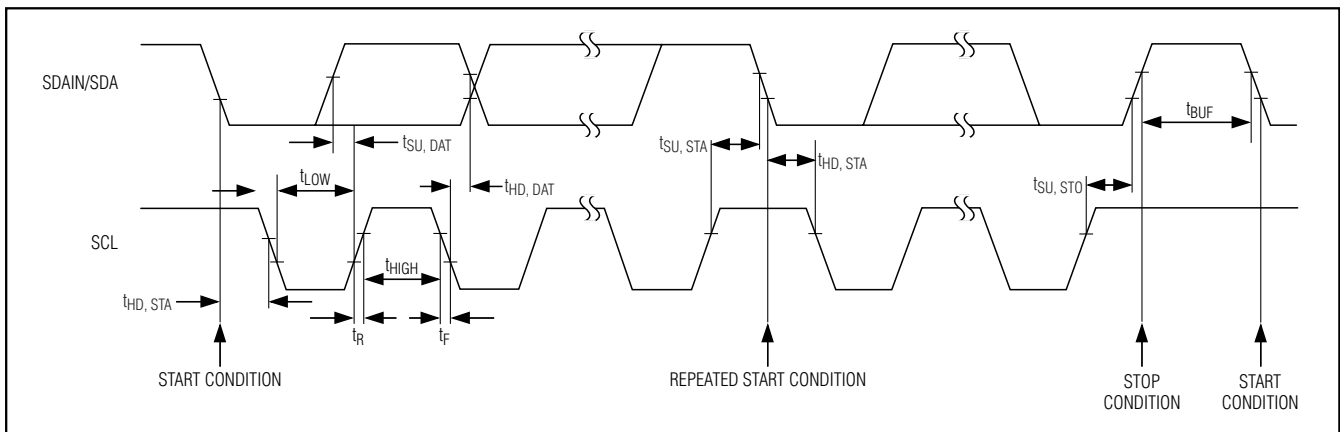 SDAIN/SDA
tSU, DAT
tBUF
tSU, STA
tHD, STA
tLOW
tHD, DAT
tSU, STO
SCL
tHIGH
tHD, STA
tR
tF
START CONDITION
REPEATED START CONDITION
STOP
CONDITION
START
CONDITION